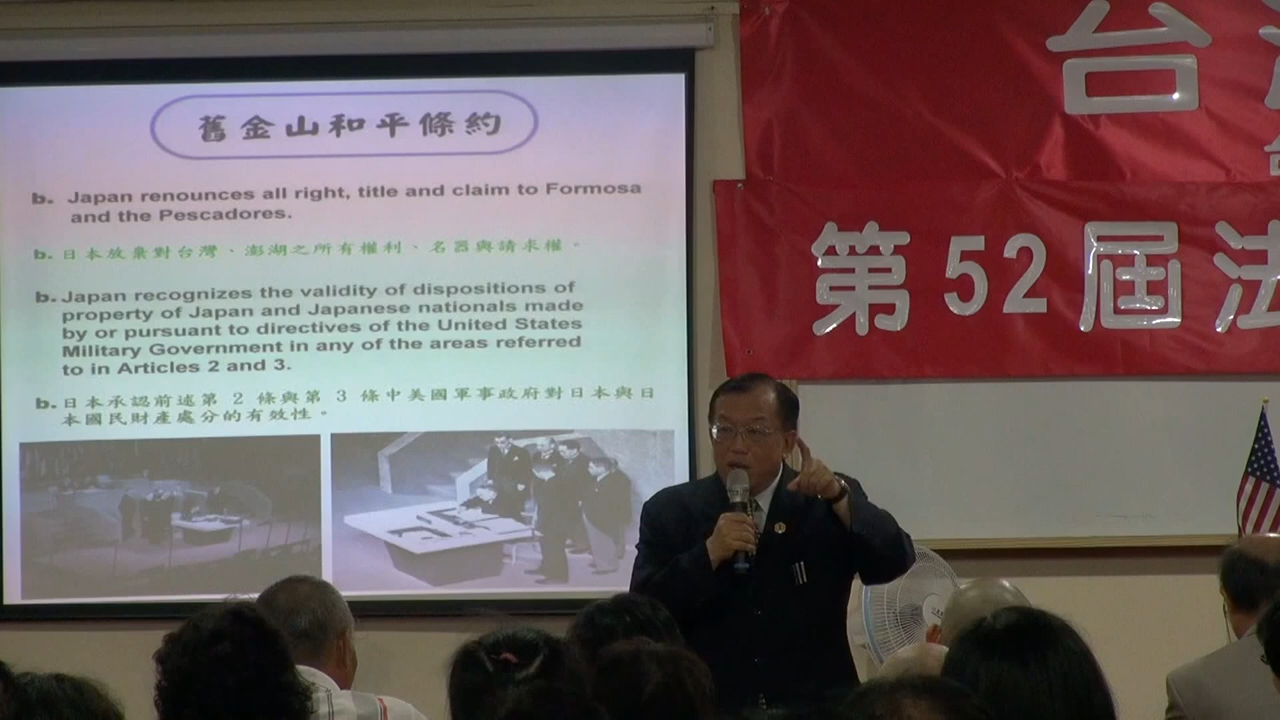 舊金山和平條約
b. Japan renounces all right, title and claim to Formosa
and the Pescadores.
b. 日本放棄對台灣、澎湖之所有權利、名器與請求權。
b. Japan recognizes the validity of dispositions of
property of Japan and Japanese nationals made
by or pursuant to directives of the United States
Military Government in any of the areas referred
to in Articles 2 and 3.
b. 日本承認前述第 2 條與第 3 條中美國軍事政府對日本與日
本國民財產處分的有效性。
台
第52屆法